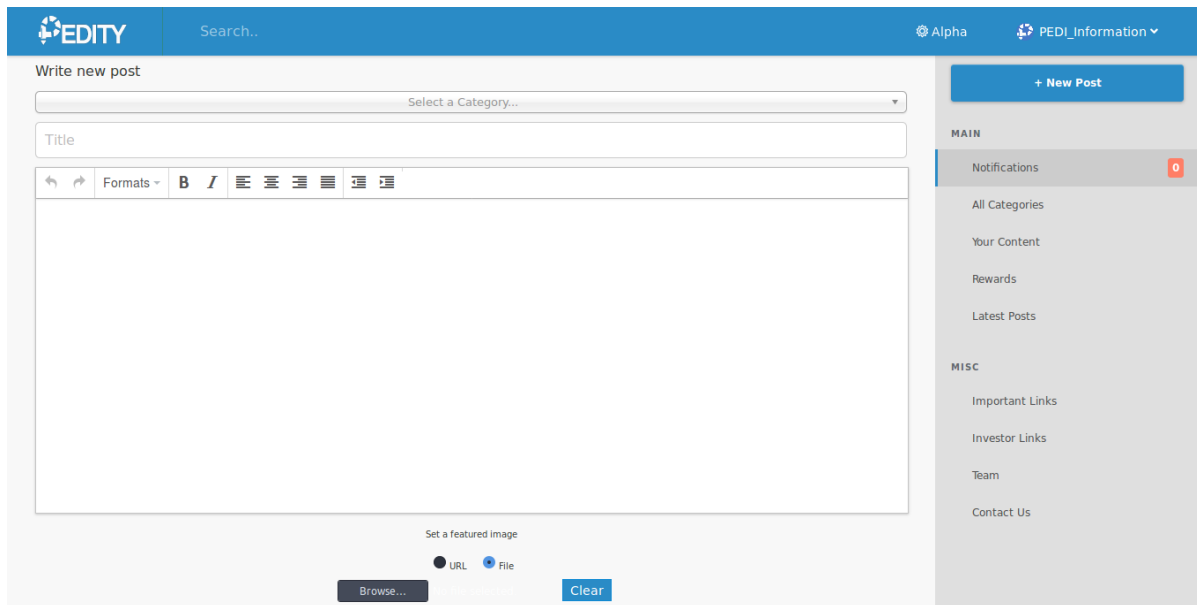 PEDITY
Search..
Alpha
PEDI_Information
Write new post
Select a Category...
Title
Formats
B I
Set a featured image
URL File
Browse...
Clear
+ New Post
MAIN
Notifications 0
All Categories
Your Content
Rewards
Latest Posts
MISC
Important Links
Investor Links
Team
Contact Us